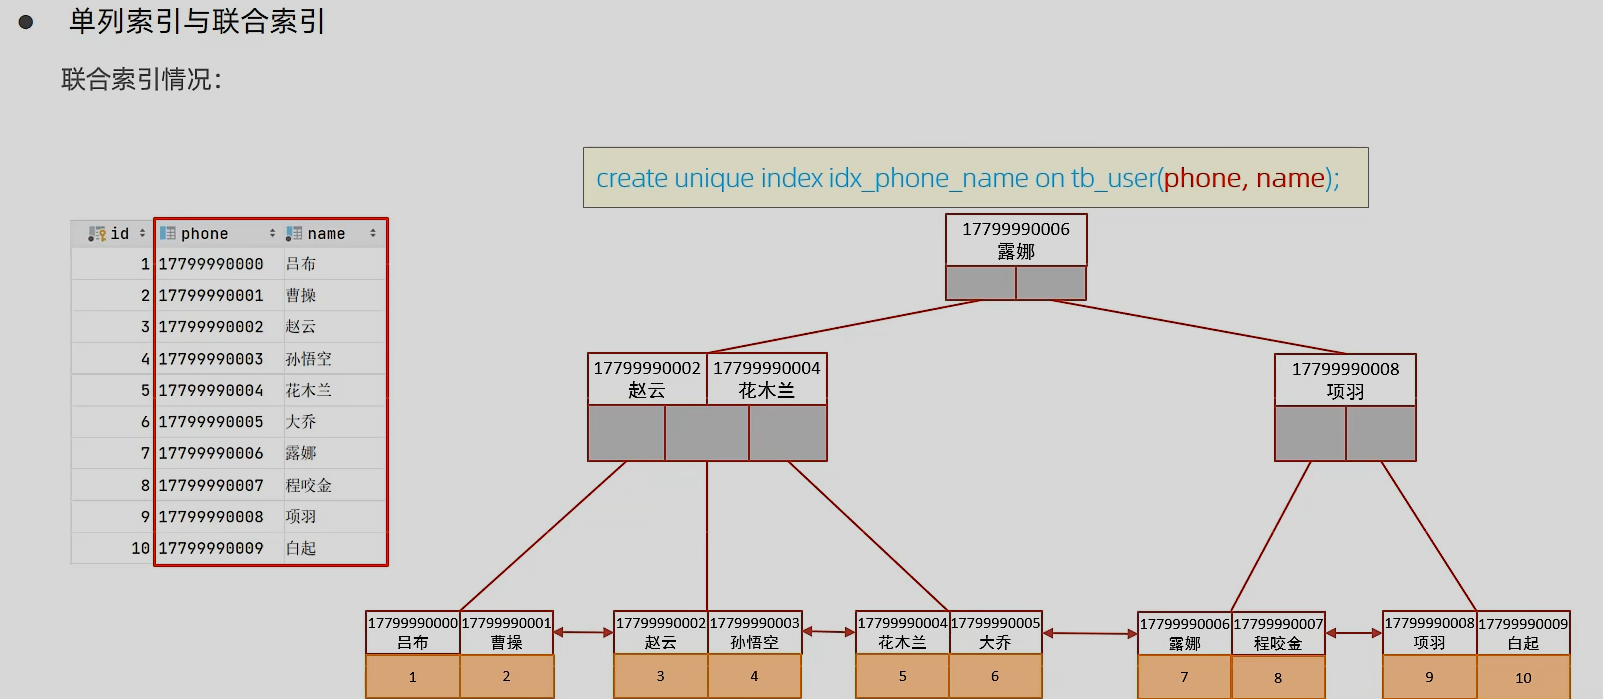 ● 单列索引与联合索引
联合索引情况：
create unique index idx_phone_name on tb_user(phone, name);
id phone name
1 17799990000 吕布
2 17799990001 曹操
3 17799990002 赵云
4 17799990003 孙悟空
5 17799990004 花木兰
6 17799990005 大乔
7 17799990006 露娜
8 17799990007 程咬金
9 17799990008 项羽
10 17799990009 白起
17799990006
露娜
17799990002 17799990004
赵云 花木兰
17799990008
项羽
17799990000 17799990001
吕布 曹操
1 2
17799990002 17799990003
赵云 孙悟空
3 4
17799990004 17799990005
花木兰 大乔
5 6
17799990006 17799990007
露娜 程咬金
7 8
17799990008 17799990009
项羽 白起
9 10